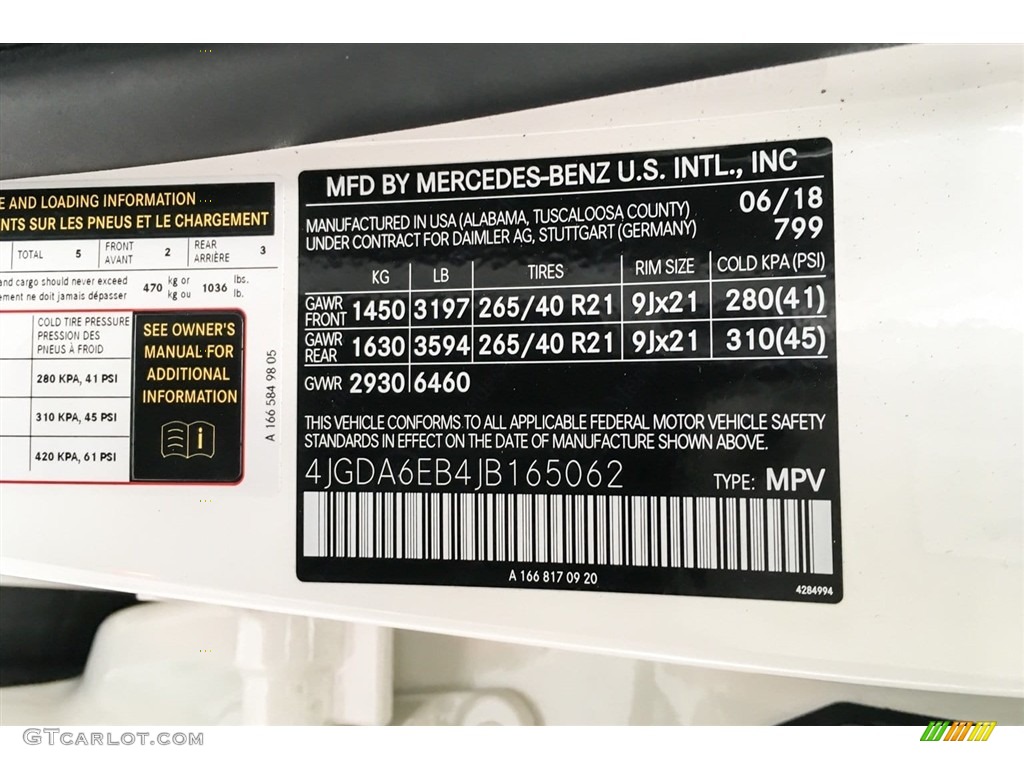 E AND LOADING INFORMATION
NTS SUR LES PNEUS ET LE CHARGEMENT
TOTAL 5 FRONT AVANT 2 REAR ARRIÈRE 3
and cargo should never exceed 470 kg or 1036 lbs.
ement ne doit jamais dépasser kg ou lb.
COLD TIRE PRESSURE
PRESSION DES
PNEUS À FROID
280 KPA, 41 PSI
310 KPA, 45 PSI
420 KPA, 61 PSI
SEE OWNER'S
MANUAL FOR
ADDITIONAL
INFORMATION
A 166 584 98 05
MFD BY MERCEDES-BENZ U.S. INTL., INC
MANUFACTURED IN USA (ALABAMA, TUSCALOOSA COUNTY) 06/18
UNDER CONTRACT FOR DAIMLER AG, STUTTGART (GERMANY) 799
KG LB TIRES RIM SIZE COLD KPA (PSI)
GAWR FRONT 1450 3197 265/40 R21 9Jx21 280(41)
GAWR REAR 1630 3594 265/40 R21 9Jx21 310(45)
GVWR 2930 6460
THIS VEHICLE CONFORMS TO ALL APPLICABLE FEDERAL MOTOR VEHICLE SAFETY
STANDARDS IN EFFECT ON THE DATE OF MANUFACTURE SHOWN ABOVE.
4JGDA6EB4JB165062 TYPE: MPV
A 166 817 09 20
4284994
GTCARLOT.COM